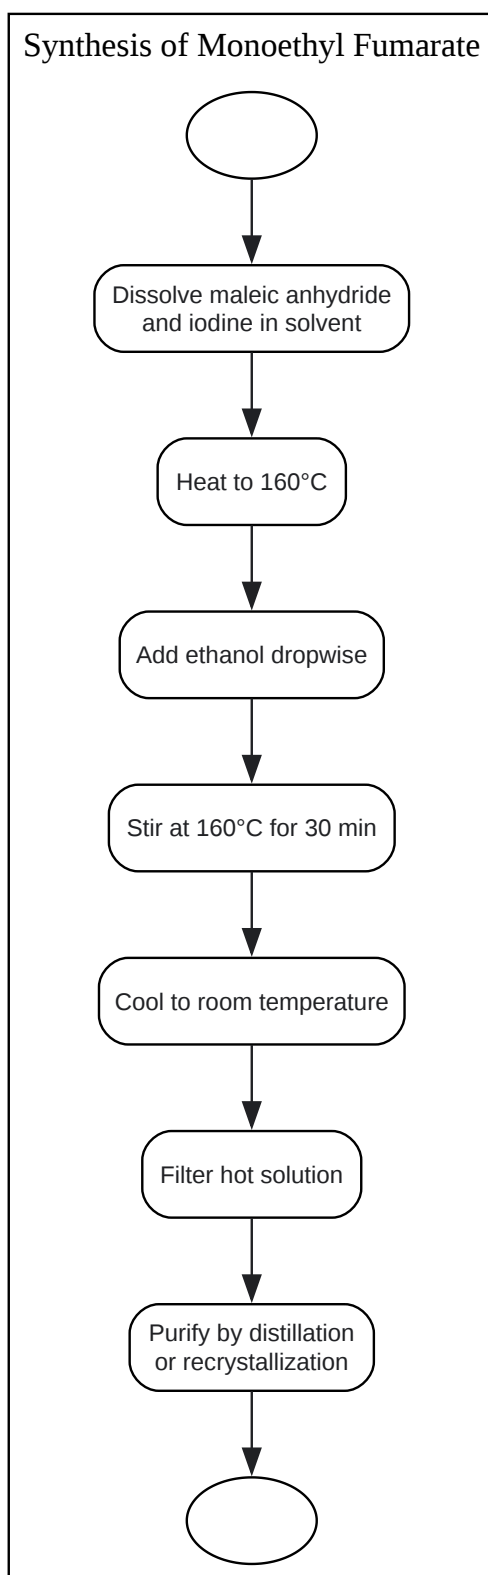 Synthesis of Monoethyl Fumarate
Dissolve maleic anhydride
and iodine in solvent
Heat to 160°C
Add ethanol dropwise
Stir at 160°C for 30 min
Cool to room temperature
Filter hot solution
Purify by distillation
or recrystallization